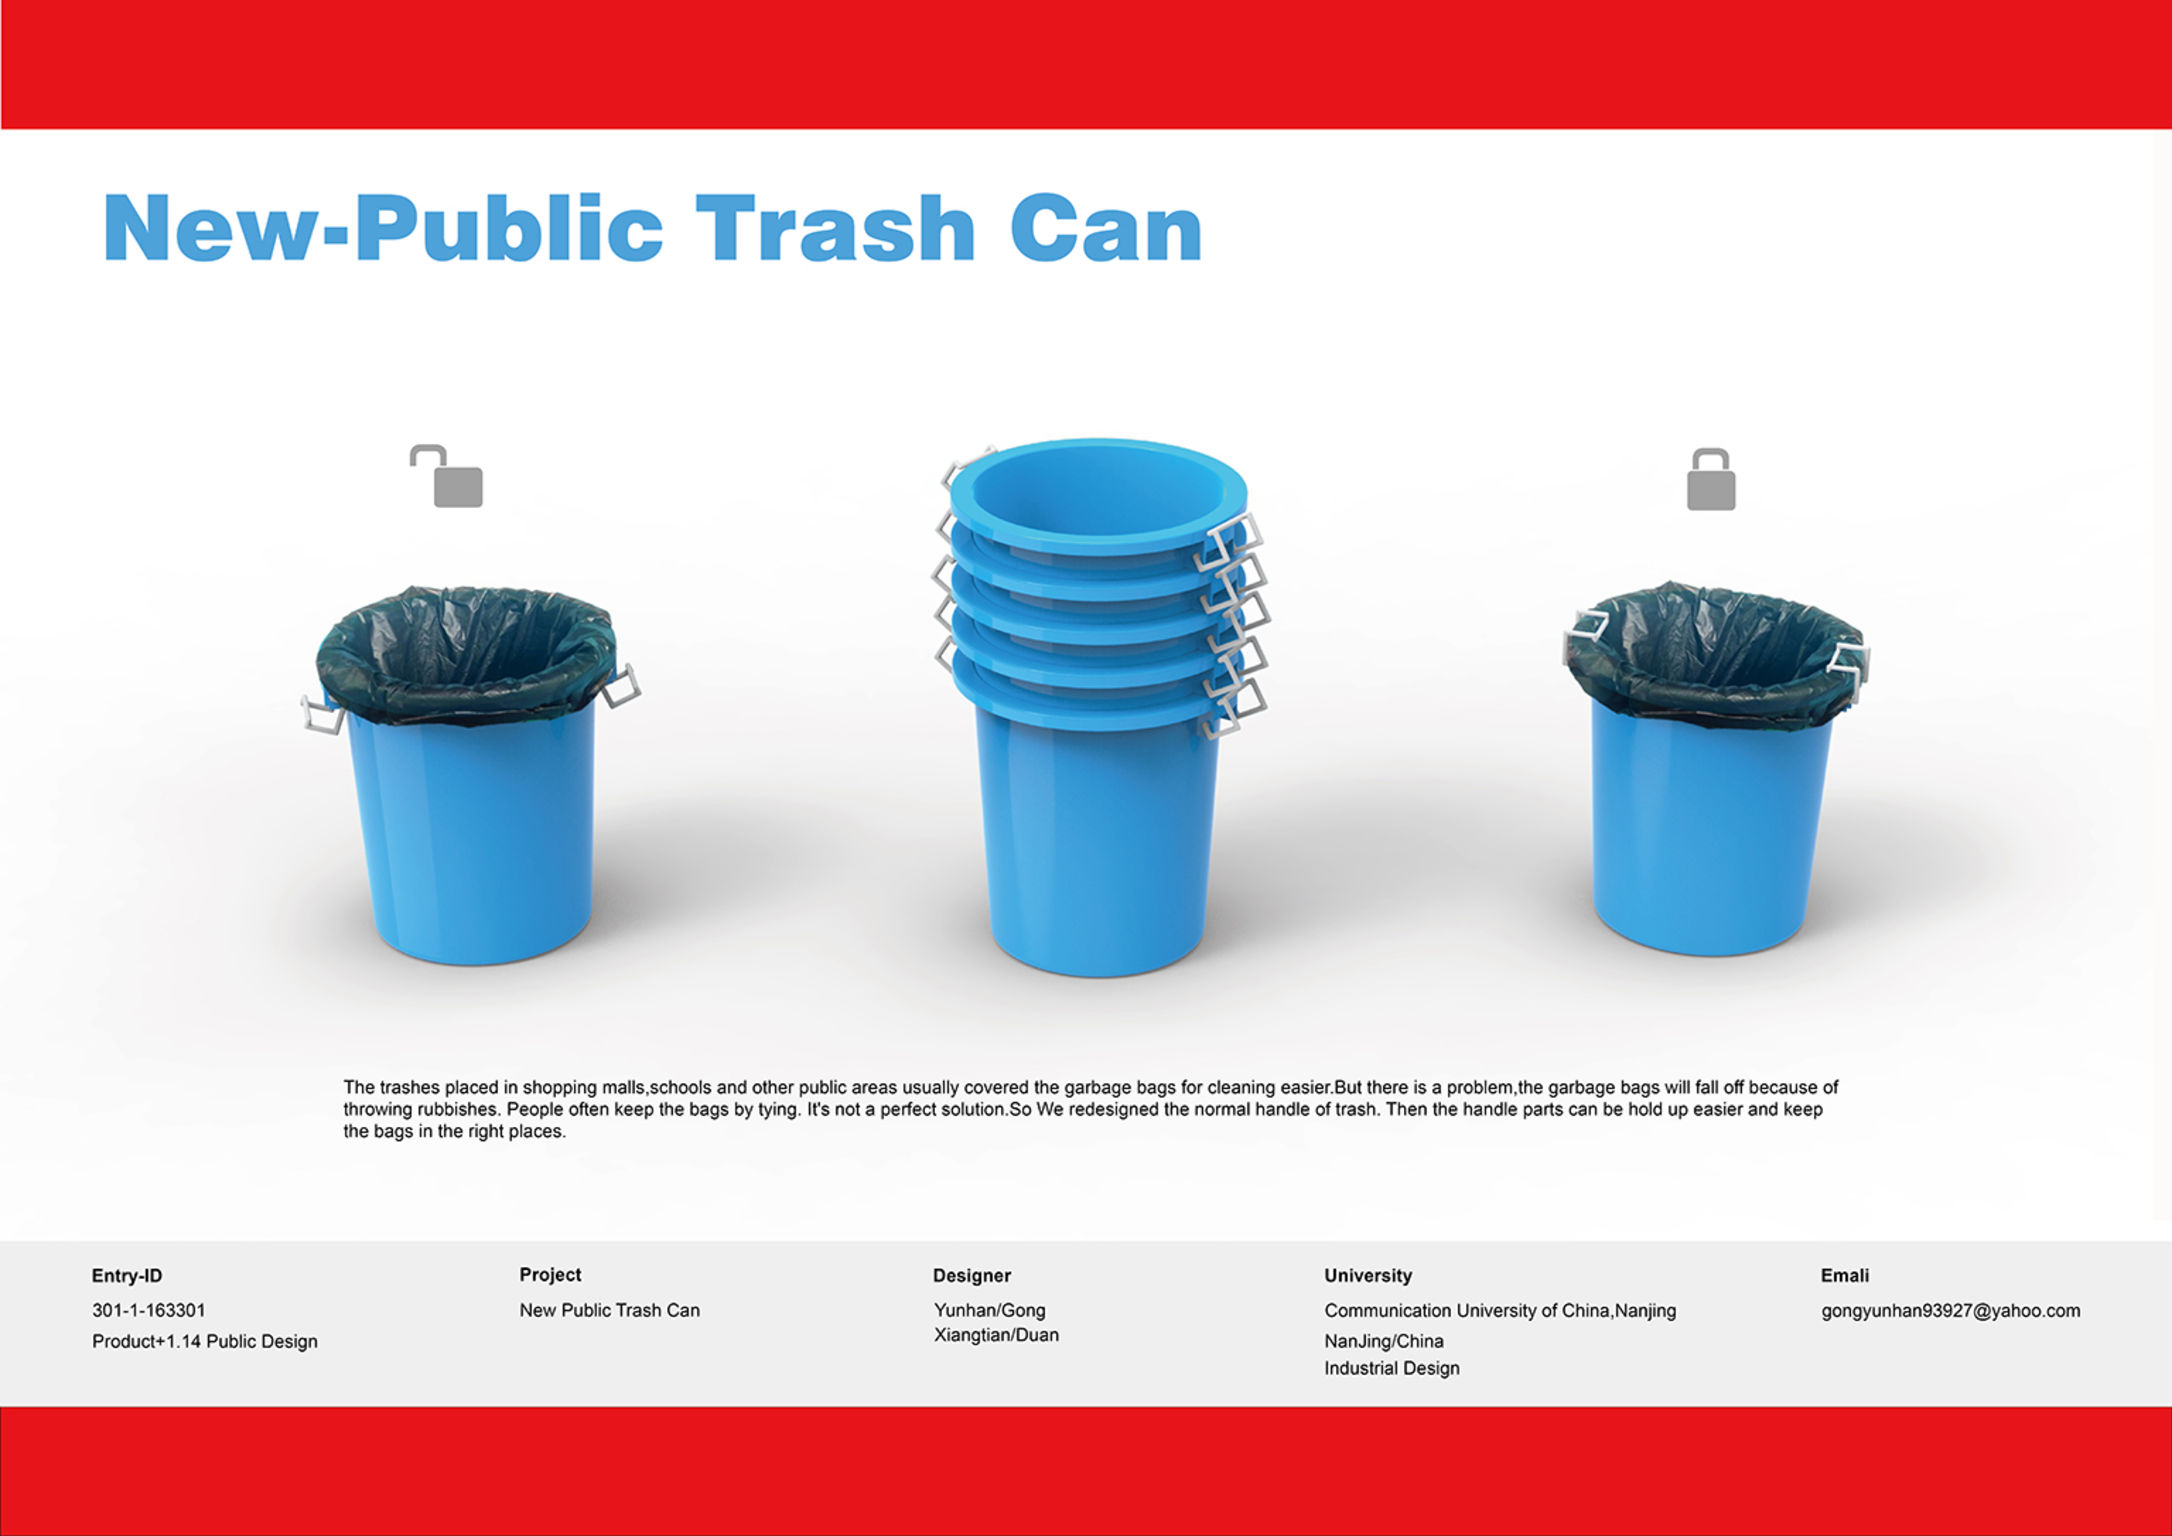 New-Public Trash Can
The trashes placed in shopping malls,schools and other public areas usually covered the garbage bags for cleaning easier.But there is a problem,the garbage bags will fall off because of
throwing rubbishes. People often keep the bags by tying. It's not a perfect solution.So We redesigned the normal handle of trash. Then the handle parts can be hold up easier and keep
the bags in the right places.
Entry-ID
301-1-163301
Product+1.14 Public Design
Project
New Public Trash Can
Designer
Yunhan/Gong
Xiangtian/Duan
University
Communication University of China,Nanjing
NanJing/China
Industrial Design
Emali
gongyunhan93927@yahoo.com